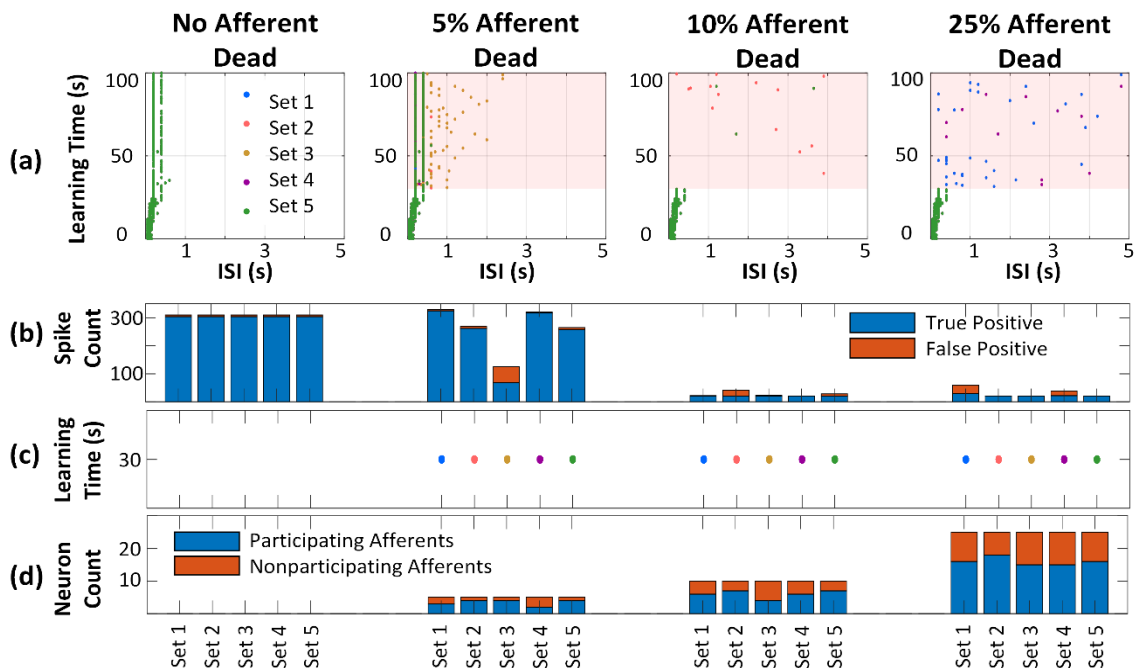 No Afferent Dead
5% Afferent Dead
10% Afferent Dead
25% Afferent Dead
(a)
Learning Time (s)
100
50
0
Set 1
Set 2
Set 3
Set 4
Set 5
1
3
5
ISI (s)
100
50
0
1
3
5
ISI (s)
100
50
0
1
3
5
ISI (s)
100
50
0
1
3
5
ISI (s)
(b)
Spike Count
300
100
True Positive
False Positive
(c)
Learning Time (s)
30
(d)
Neuron Count
20
10
Participating Afferents
Nonparticipating Afferents
Set 1
Set 2
Set 3
Set 4
Set 5
Set 1
Set 2
Set 3
Set 4
Set 5
Set 1
Set 2
Set 3
Set 4
Set 5
Set 1
Set 2
Set 3
Set 4
Set 5